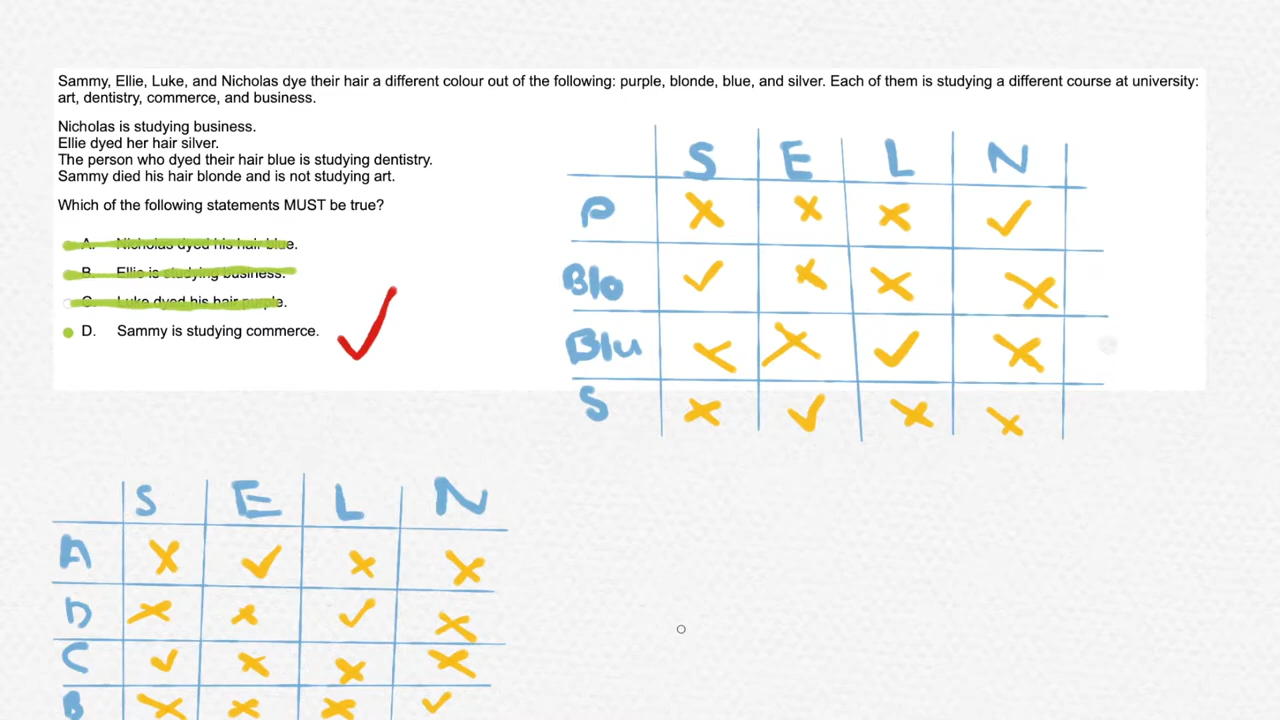 Sammy, Ellie, Luke, and Nicholas dye their hair a different colour out of the following: purple, blonde, blue, and silver. Each of them is studying a different course at university:
art, dentistry, commerce, and business.
Nicholas is studying business.
Ellie dyed her hair silver.
The person who dyed their hair blue is studying dentistry.
Sammy died his hair blonde and is not studying art.
Which of the following statements MUST be true?
A. Nicholas dyed his hair blue.
B. Ellie is studying business.
C. Luke dyed his hair purple.
D. Sammy is studying commerce.
S E L N
P
Blo
Blu
S
S E L N
A
D
C
B